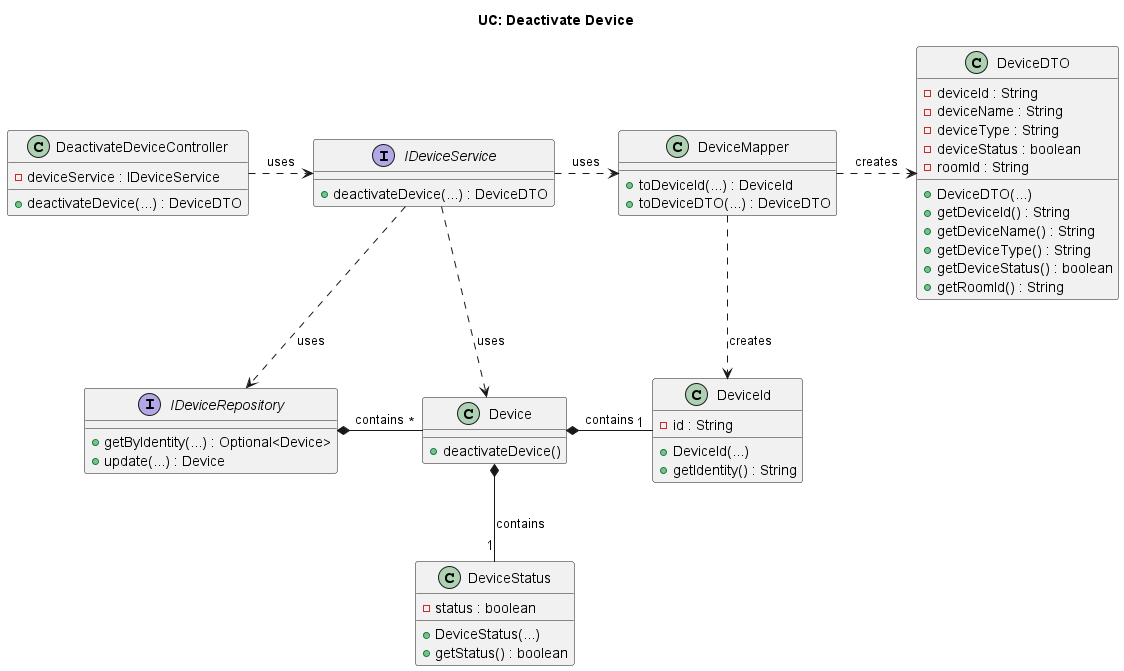 UC: Deactivate Device
C DeactivateDeviceController
deviceService : IDeviceService
deactivateDevice(...) : DeviceDTO
uses
I IDeviceService
deactivateDevice(...) : DeviceDTO
uses
C DeviceMapper
toDeviceId(...) : DeviceId
toDeviceDTO(...) : DeviceDTO
creates
C DeviceDTO
deviceId : String
deviceName : String
deviceType : String
deviceStatus : boolean
roomId : String
DeviceDTO(...)
getDeviceId() : String
getDeviceName() : String
getDeviceType() : String
getDeviceStatus() : boolean
getRoomId() : String
uses
uses
creates
I IDeviceRepository
getByIdentity(...) : Optional<Device>
update(...) : Device
contains *
C Device
deactivateDevice()
contains 1
C DeviceId
id : String
DeviceId(...)
getIdentity() : String
contains
1
C DeviceStatus
status : boolean
DeviceStatus(...)
getStatus() : boolean